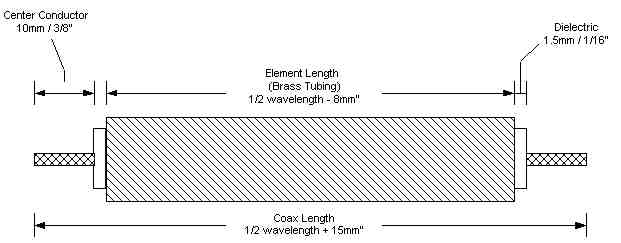 Center Conductor
10mm / 3/8"
Dielectric
1.5mm / 1/16"
Element Length
(Brass Tubing)
1/2 wavelength - 8mm"
Coax Length
1/2 wavelength + 15mm"